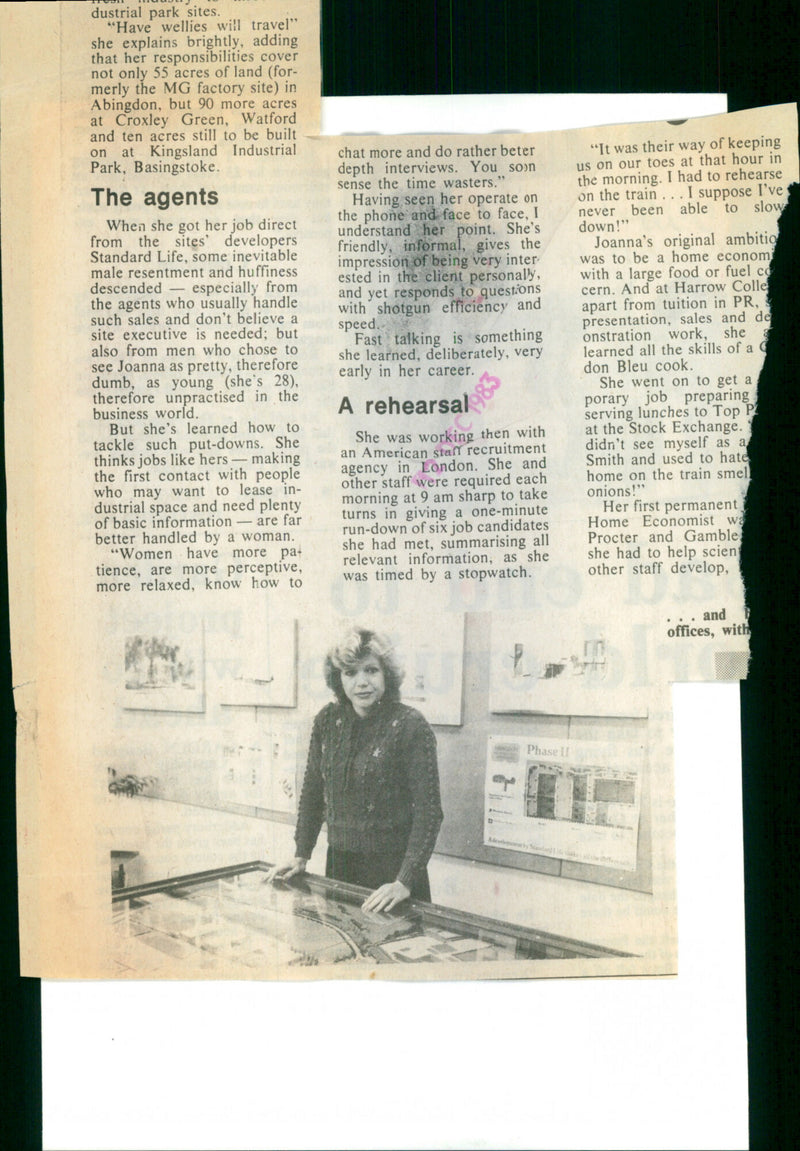 dustrial park sites.
"Have wellies will travel"
she explains brightly, adding
that her responsibilities cover
not only 55 acres of land (for-
merly the MG factory site) in
Abingdon, but 90 more acres
at Croxley Green, Watford
and ten acres still to be built
on at Kingsland Industrial
Park, Basingstoke.
The agents
When she got her job direct
from the sites' developers
Standard Life, some inevitable
male resentment and huffiness
descended — especially from
the agents who usually handle
such sales and don't believe a
site executive is needed; but
also from men who chose to
see Joanna as pretty, therefore
dumb, as young (she's 28),
therefore unpractised in the
business world.
But she's learned how to
tackle such put-downs. She
thinks jobs like hers — making
the first contact with people
who may want to lease in-
dustrial space and need plenty
of basic information — are far
better handled by a woman.
"Women have more pa-
tience, are more perceptive,
more relaxed, know how to
chat more and do rather beter
depth interviews. You soon
sense the time wasters."
Having seen her operate on
the phone and face to face, I
understand her point. She's
friendly, informal, gives the
impression of being very inter-
ested in the client personally,
and yet responds to questions
with shotgun efficiency and
speed.
Fast talking is something
she learned, deliberately, very
early in her career.
A rehearsal
She was working then with
an American staff recruitment
agency in London. She and
other staff were required each
morning at 9 am sharp to take
turns in giving a one-minute
run-down of six job candidates
she had met, summarising all
relevant information, as she
was timed by a stopwatch.
DEC 1983
"It was their way of keeping
us on our toes at that hour in
the morning. I had to rehearse
on the train . . . I suppose I've
never been able to slow
down!"
Joanna's original ambitio
was to be a home econom
with a large food or fuel co
cern. And at Harrow Colle
apart from tuition in PR,
presentation, sales and de
onstration work, she
learned all the skills of a
don Bleu cook.
She went on to get a
porary job preparing
serving lunches to Top
at the Stock Exchange.
didn't see myself as a
Smith and used to hate
home on the train smel
onions!"
Her first permanent
Home Economist wa
Procter and Gamble
she had to help scien
other staff develop,
. . . and
offices, with
Phase II